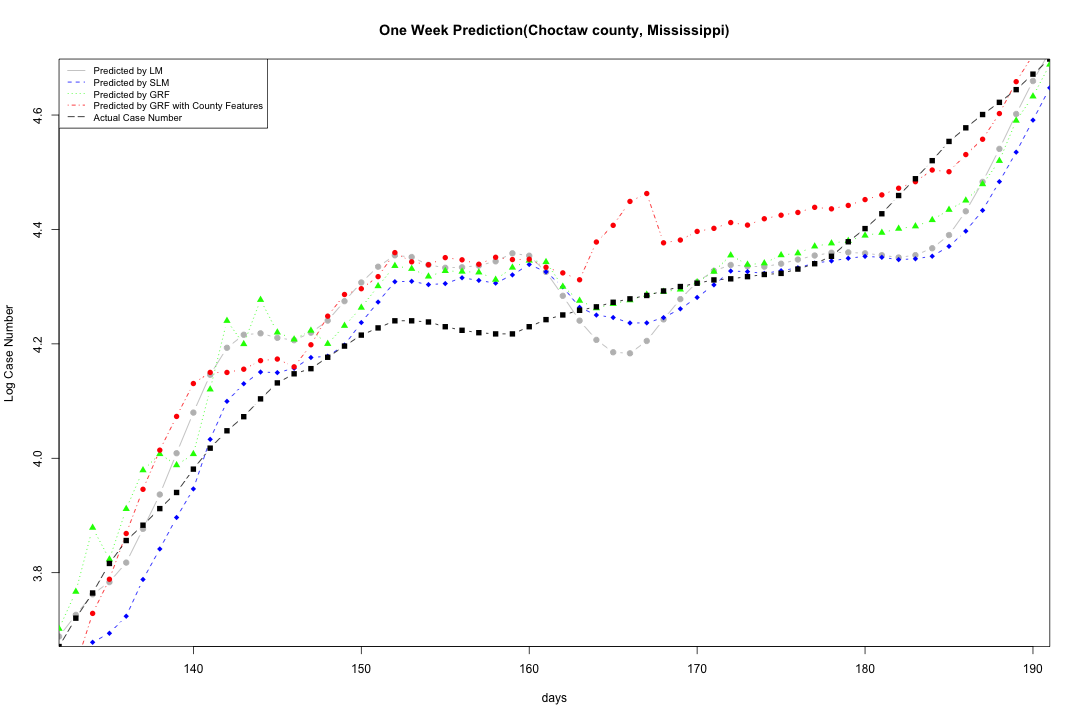 One Week Prediction(Choctaw county, Mississippi)
Predicted by LM
Predicted by SLM
Predicted by GRF
Predicted by GRF with County Features
Actual Case Number
Log Case Number
4.6
4.4
4.2
4.0
3.8
140 150 160 170 180 190
days